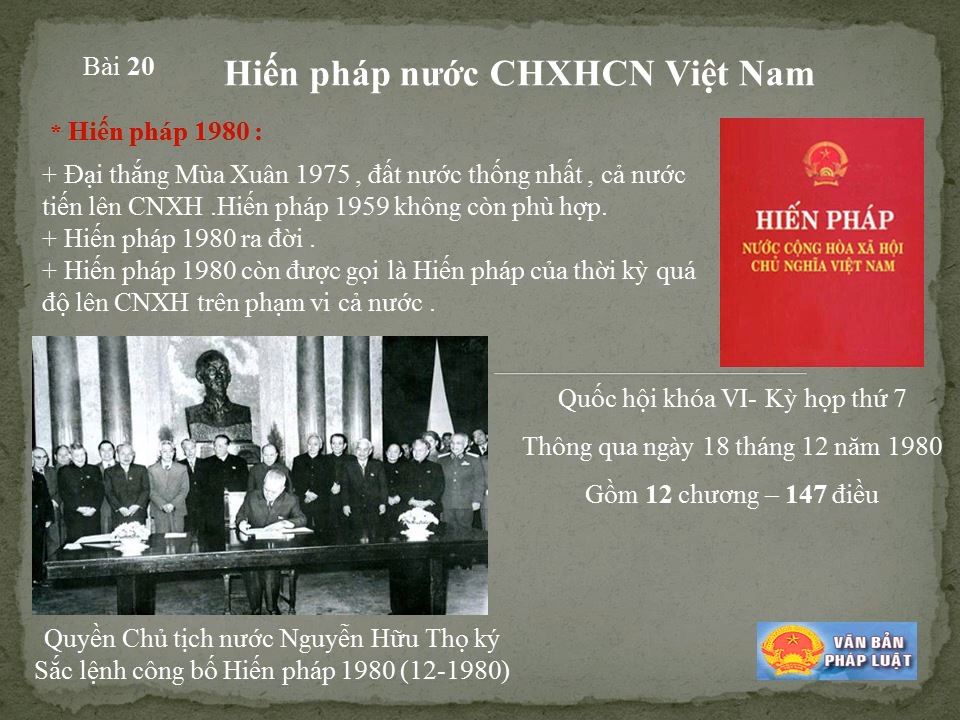 Bài 20
Hiến pháp nước CHXHCN Việt Nam
* Hiến pháp 1980 :
+ Đại thắng Mùa Xuân 1975 , đất nước thống nhất , cả nước
tiến lên CNXH .Hiến pháp 1959 không còn phù hợp.
+ Hiến pháp 1980 ra đời .
+ Hiến pháp 1980 còn được gọi là Hiến pháp của thời kỳ quá
độ lên CNXH trên phạm vi cả nước .
HIẾN PHÁP
NƯỚC CỘNG HÒA XÃ HỘI
CHỦ NGHĨA VIỆT NAM
Quốc hội khóa VI- Kỳ họp thứ 7
Thông qua ngày 18 tháng 12 năm 1980
Gồm 12 chương – 147 điều
Quyền Chủ tịch nước Nguyễn Hữu Thọ ký
Sắc lệnh công bố Hiến pháp 1980 (12-1980)
VĂN BẢN
PHÁP LUẬT